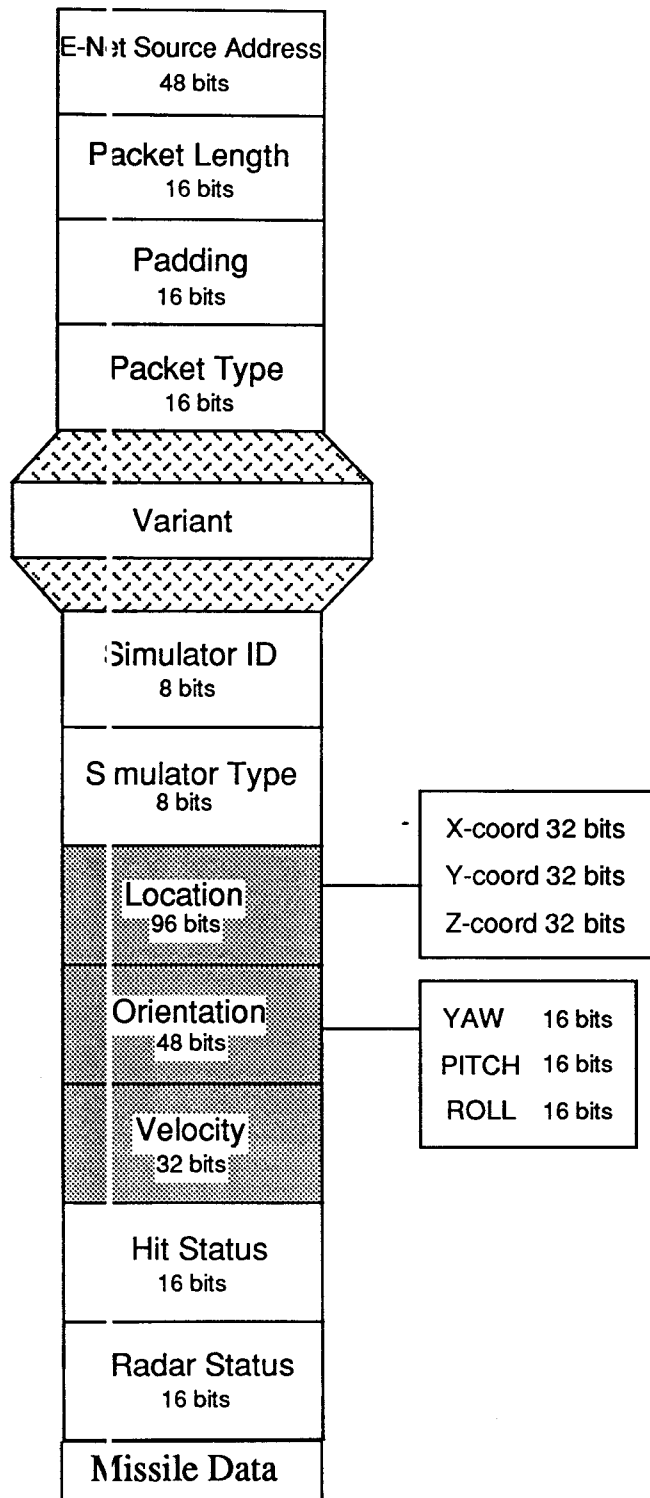 E-Net Source Address
48 bits
Packet Length
16 bits
Padding
16 bits
Packet Type
16 bits
Variant
Simulator ID
8 bits
Simulator Type
8 bits
Location
96 bits
X-coord 32 bits
Y-coord 32 bits
Z-coord 32 bits
Orientation
48 bits
YAW 16 bits
PITCH 16 bits
ROLL 16 bits
Velocity
32 bits
Hit Status
16 bits
Radar Status
16 bits
Missile Data